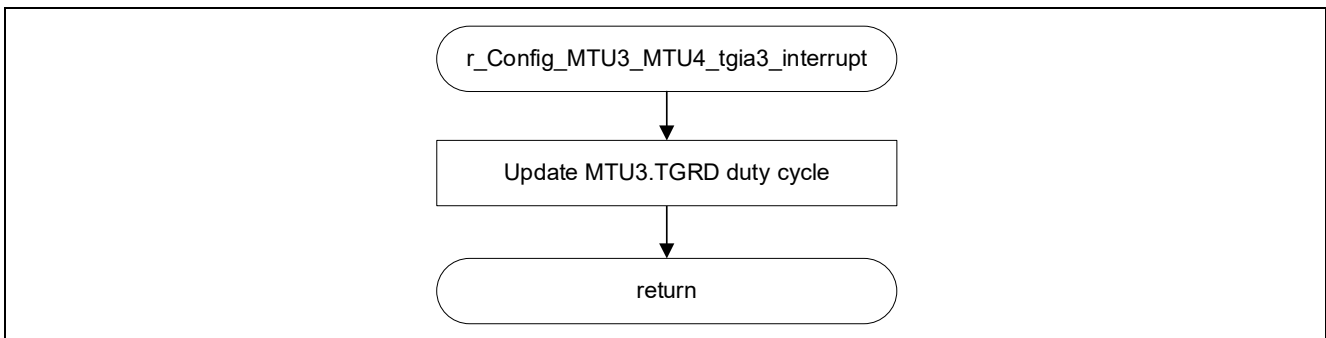 r_Config_MTU3_MTU4_tgia3_interrupt
Update MTU3.TGRD duty cycle
return